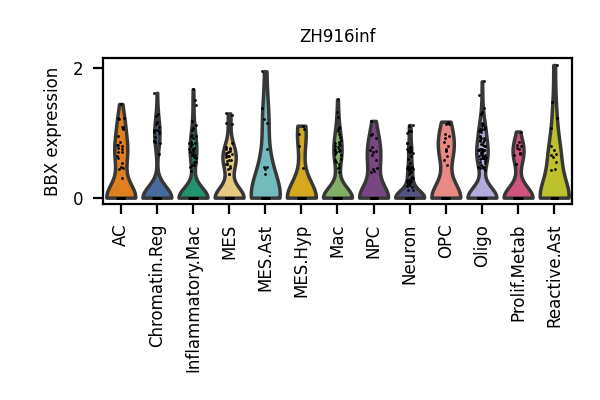 ZH916inf
BBX expression
2
0
AC
Chromatin.Reg
Inflammatory.Mac
MES
MES.Ast
MES.Hyp
Mac
NPC
Neuron
OPC
Oligo
Prolif.Metab
Reactive.Ast